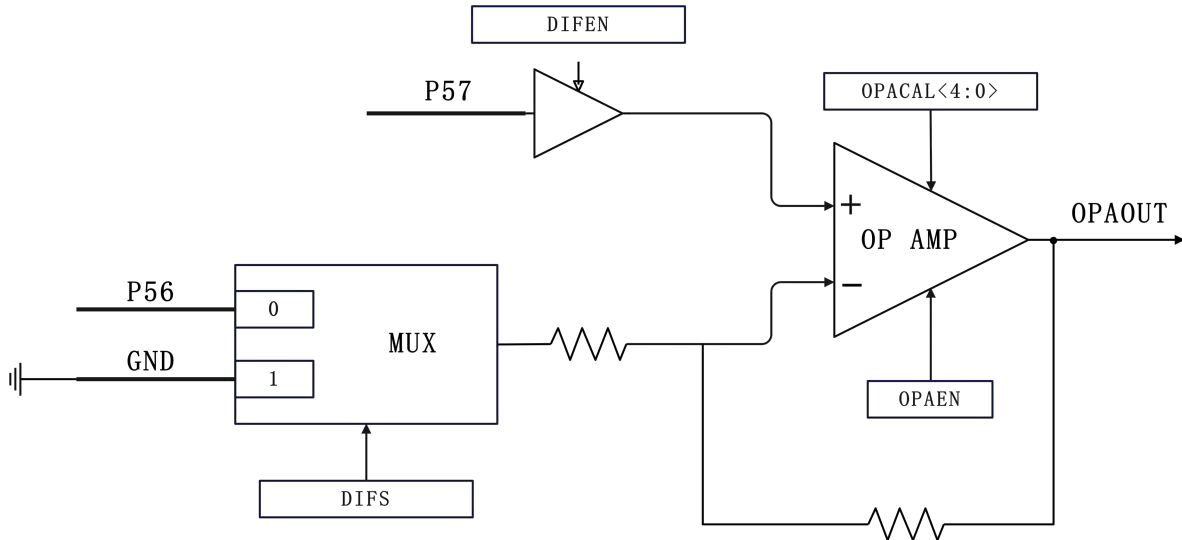 DIFEN
P57
OPACAL<4:0>
+
OPAOUT
OP AMP
−
P56
0
MUX
GND
1
OPAEN
DIFS